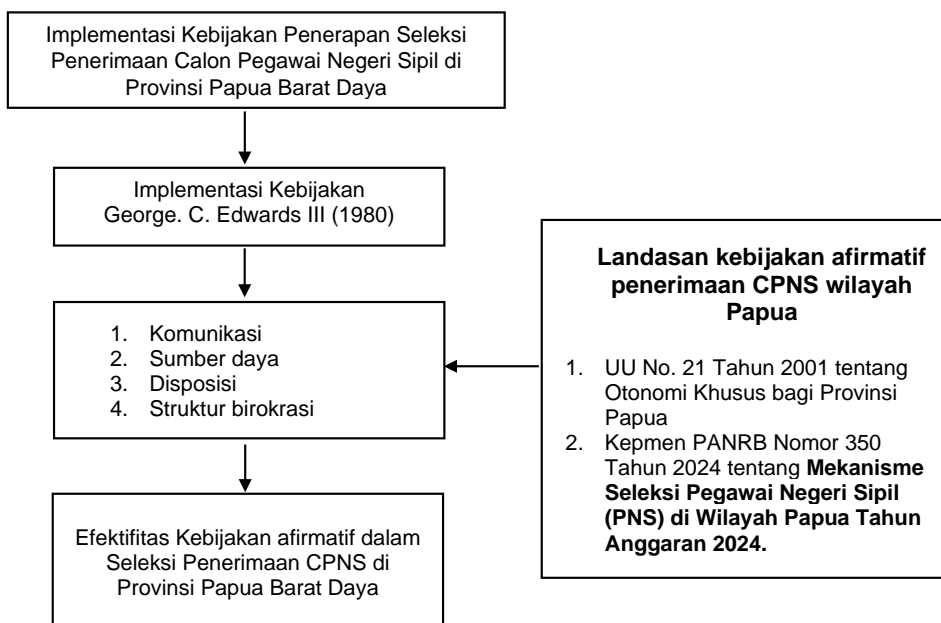 Implementasi Kebijakan Penerapan Seleksi
Penerimaan Calon Pegawai Negeri Sipil di
Provinsi Papua Barat Daya
Implementasi Kebijakan
George. C. Edwards III (1980)
1. Komunikasi
2. Sumber daya
3. Disposisi
4. Struktur birokrasi
Efektifitas Kebijakan afirmatif dalam
Seleksi Penerimaan CPNS di
Provinsi Papua Barat Daya
Landasan kebijakan afirmatif
penerimaan CPNS wilayah
Papua
1. UU No. 21 Tahun 2001 tentang
Otonomi Khusus bagi Provinsi
Papua
2. Kepmen PANRB Nomor 350
Tahun 2024 tentang Mekanisme
Seleksi Pegawai Negeri Sipil
(PNS) di Wilayah Papua Tahun
Anggaran 2024.